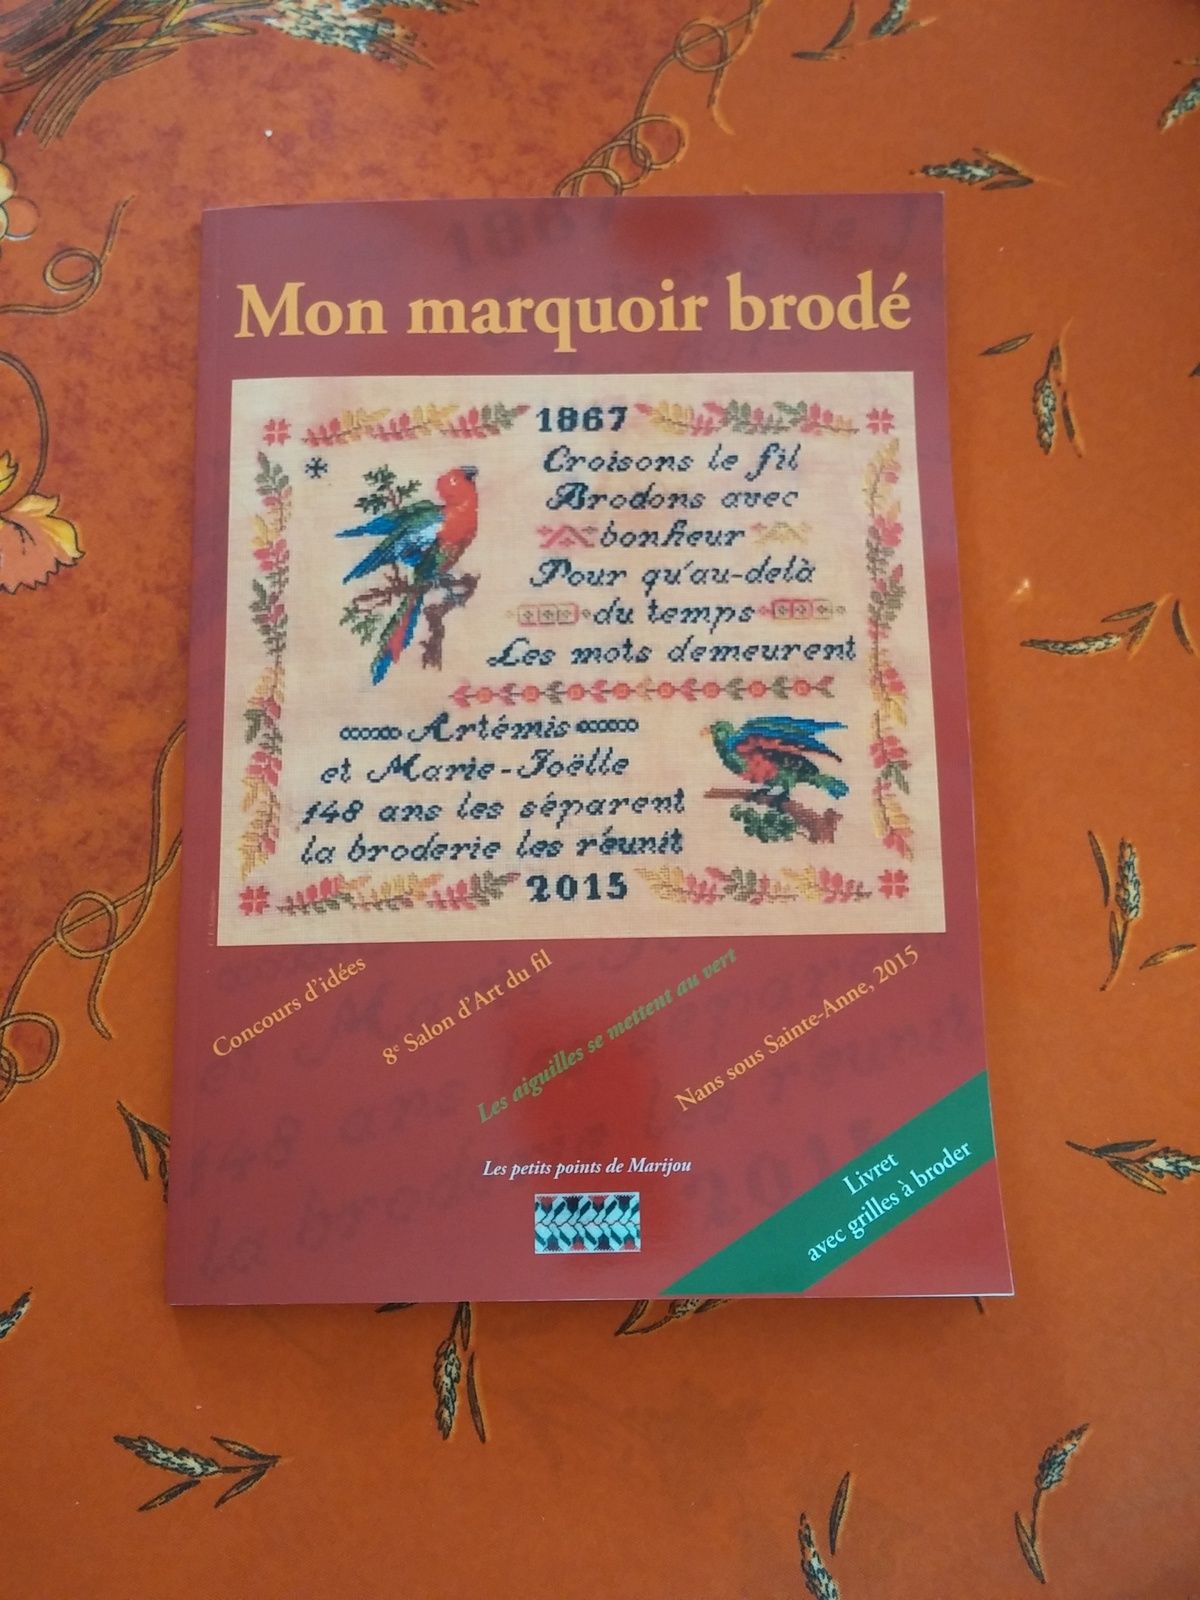 Mon marquoir brodé
1867
Croisons le fil
Brodons avec
bonheur
Pour qu'au-delà
du temps
Les mots demeurent
Artémis
et Marie-Joëlle
148 ans les séparent
la broderie les réunit
2015
Concours d'idées
8e Salon d'Art du fil
Les aiguilles se mettent au vert
Nans sous Sainte-Anne, 2015
Les petits points de Marijou
Livret
avec grilles à broder